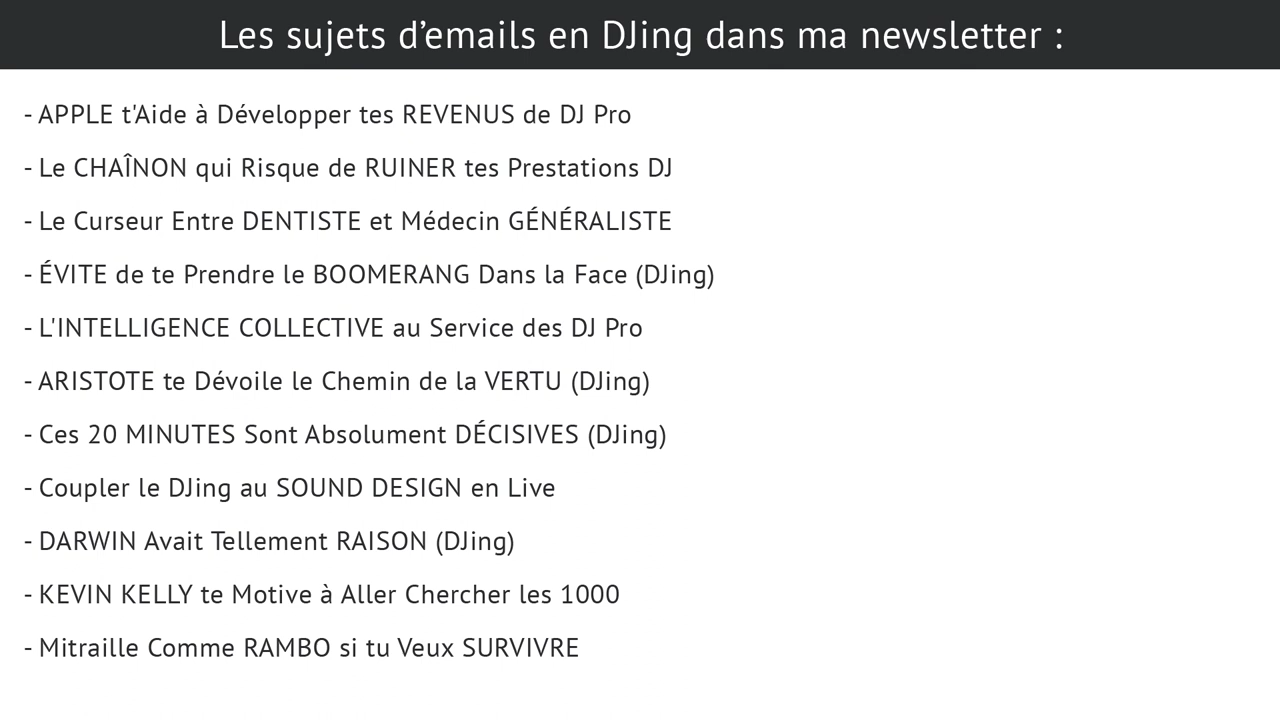 Les sujets d’emails en DJing dans ma newsletter :
- APPLE t'Aide à Développer tes REVENUS de DJ Pro
- Le CHAÎNON qui Risque de RUINER tes Prestations DJ
- Le Curseur Entre DENTISTE et Médecin GÉNÉRALISTE
- ÉVITE de te Prendre le BOOMERANG Dans la Face (DJing)
- L'INTELLIGENCE COLLECTIVE au Service des DJ Pro
- ARISTOTE te Dévoile le Chemin de la VERTU (DJing)
- Ces 20 MINUTES Sont Absolument DÉCISIVES (DJing)
- Coupler le DJing au SOUND DESIGN en Live
- DARWIN Avait Tellement RAISON (DJing)
- KEVIN KELLY te Motive à Aller Chercher les 1000
- Mitraille Comme RAMBO si tu Veux SURVIVRE